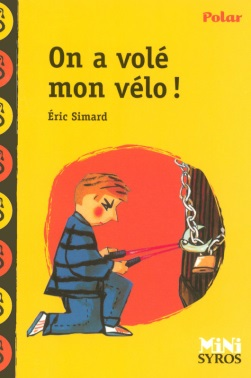 Polar
On a volé
mon vélo !
Éric Simard
MiNi
SYROS